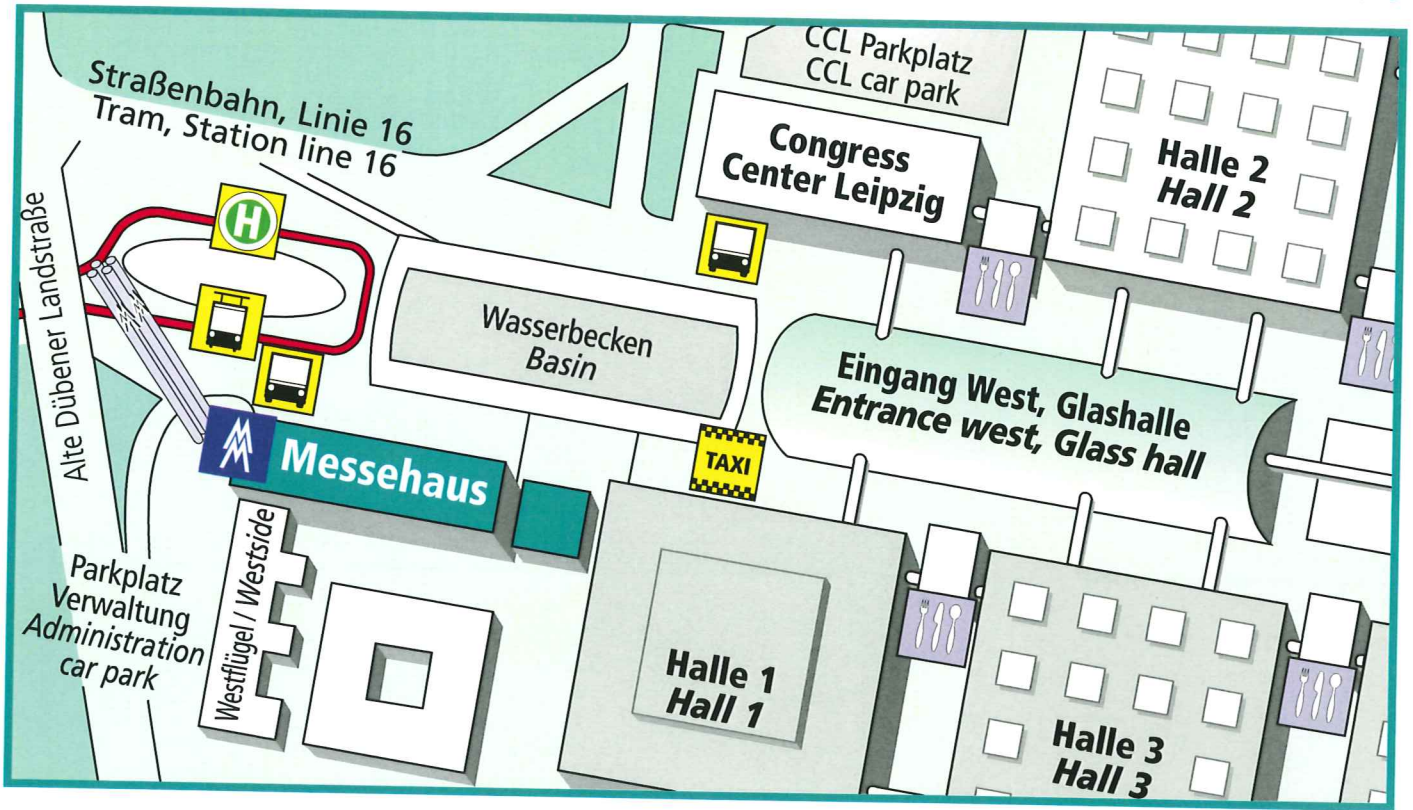 CCL Parkplatz
CCL car park
Straßenbahn, Linie 16
Tram, Station line 16
Congress
Center Leipzig
Halle 2
Hall 2
H
Alte Dübener Landstraße
Wasserbecken
Basin
Eingang West, Glashalle
Entrance west, Glass hall
TAXI
Messehaus
Parkplatz
Verwaltung
Administration
car park
Westflügel / Westside
Halle 1
Hall 1
Halle 3
Hall 3